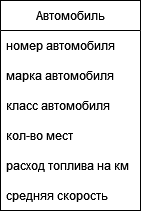 Автомобиль
номер автомобиля
марка автомобиля
класс автомобиля
кол-во мест
расход топлива на км
средняя скорость